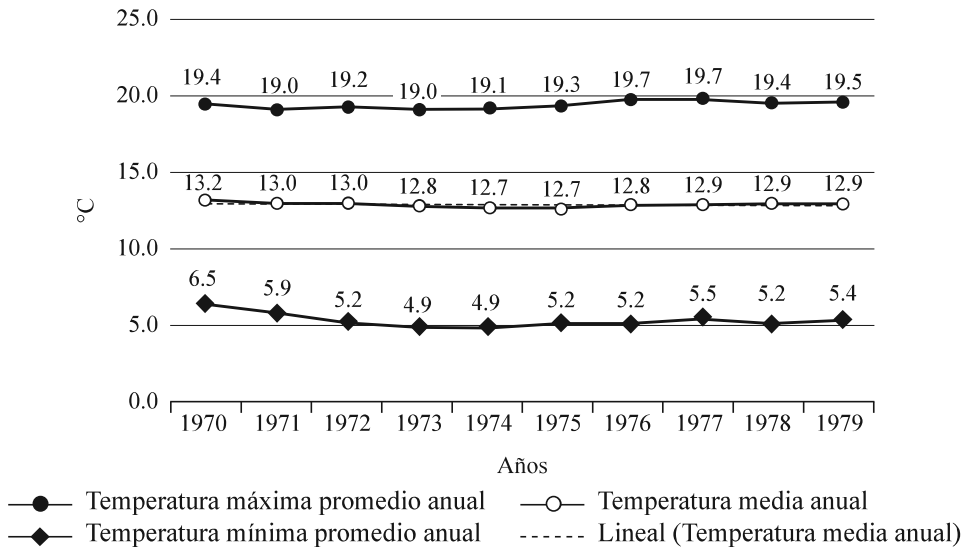 25.0
19.4 19.0 19.2 19.0 19.1 19.3 19.7 19.7 19.4 19.5
20.0
15.0
13.2 13.0 13.0 12.8 12.7 12.7 12.8 12.9 12.9 12.9
°C
10.0
6.5 5.9 5.2 4.9 4.9 5.2 5.2 5.5 5.2 5.4
5.0
0.0
1970 1971 1972 1973 1974 1975 1976 1977 1978 1979
Años
Temperatura máxima promedio anual
Temperatura media anual
Temperatura mínima promedio anual
Lineal (Temperatura media anual)